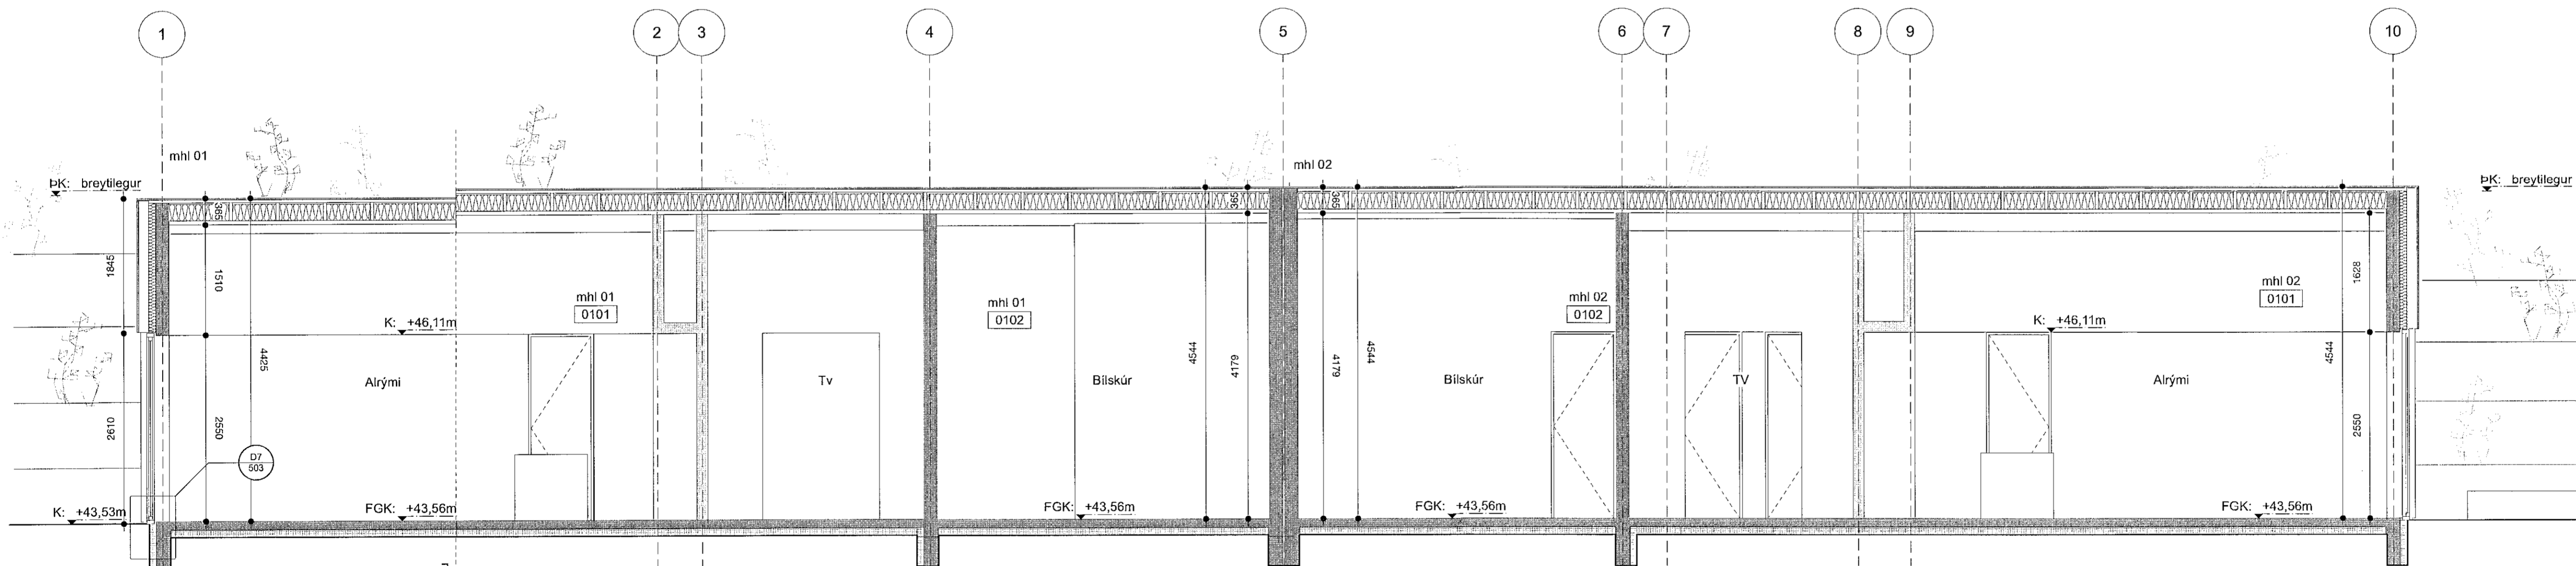 1 2 3 4 5 6 7 8 9 10
mhl 01
mhl 02
ÞK: breytilegur
ÞK: breytilegur
365
365
365
1845
1510
mhl 01
0101
mhl 01
0102
mhl 02
0102
mhl 02
0101
1628
K: +46,11m
K: +46,11m
4425
4544
4179
4179
4544
4544
Alrými
Tv
Bílskúr
Bílskúr
TV
Alrými
2610
2550
2550
D7
503
K: +43,53m
FGK: +43,56m
FGK: +43,56m
FGK: +43,56m
FGK: +43,56m